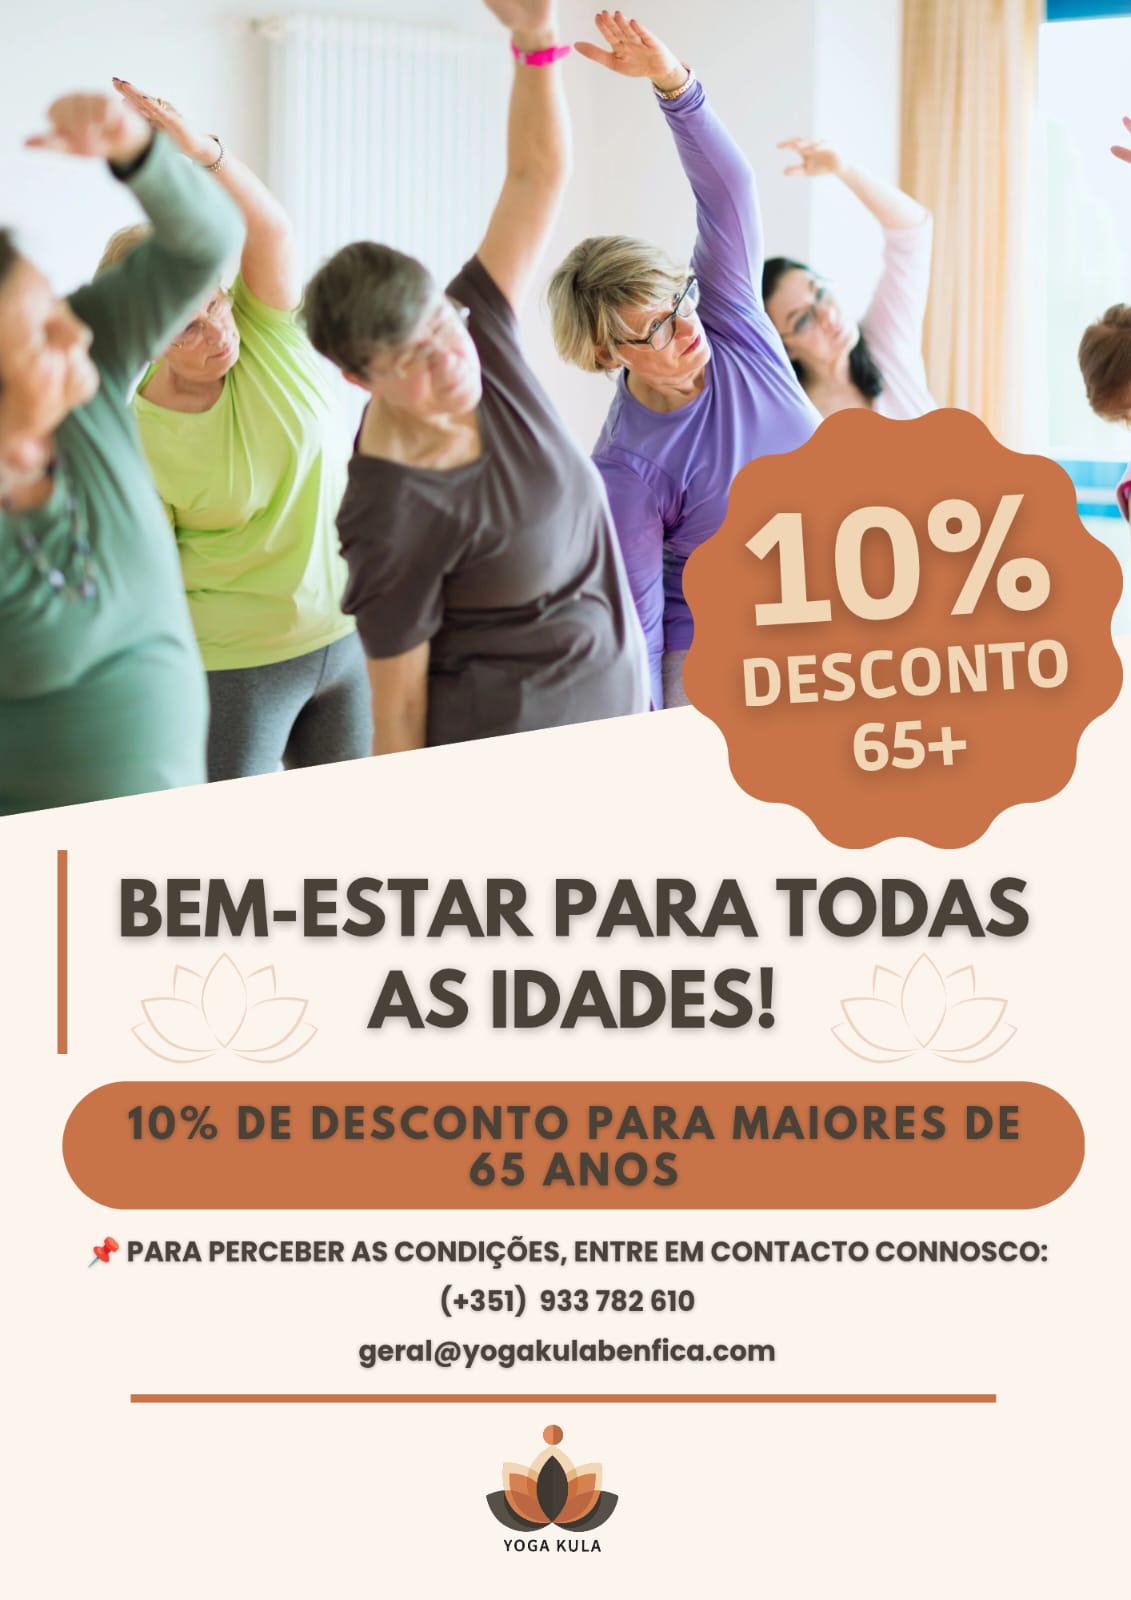 10%
DESCONTO
65+
BEM-ESTAR PARA TODAS
AS IDADES!
10% DE DESCONTO PARA MAIORES DE
65 ANOS
📌 PARA PERCEBER AS CONDIÇÕES, ENTRE EM CONTACTO CONNOSCO:
(+351) 933 782 610
geral@yogakulabenfica.com
YOGA KULA